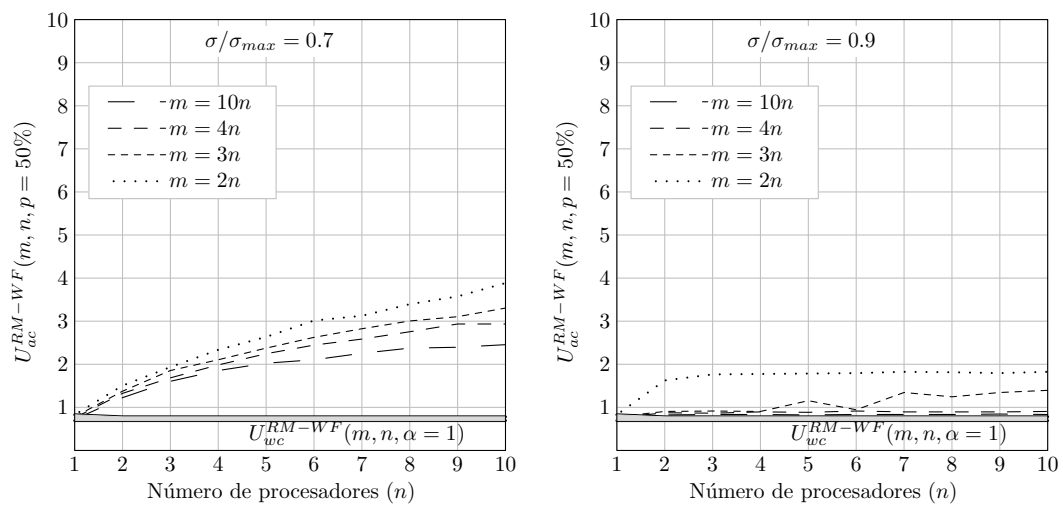 σ/σ_max = 0.7
10
9
8
7
6
5
4
3
2
1
U_ac^{RM−WF}(m, n, p = 50%)
m = 10n
m = 4n
m = 3n
m = 2n
U_wc^{RM−WF}(m, n, α = 1)
1 2 3 4 5 6 7 8 9 10
Número de procesadores (n)
σ/σ_max = 0.9
10
9
8
7
6
5
4
3
2
1
U_ac^{RM−WF}(m, n, p = 50%)
m = 10n
m = 4n
m = 3n
m = 2n
U_wc^{RM−WF}(m, n, α = 1)
1 2 3 4 5 6 7 8 9 10
Número de procesadores (n)